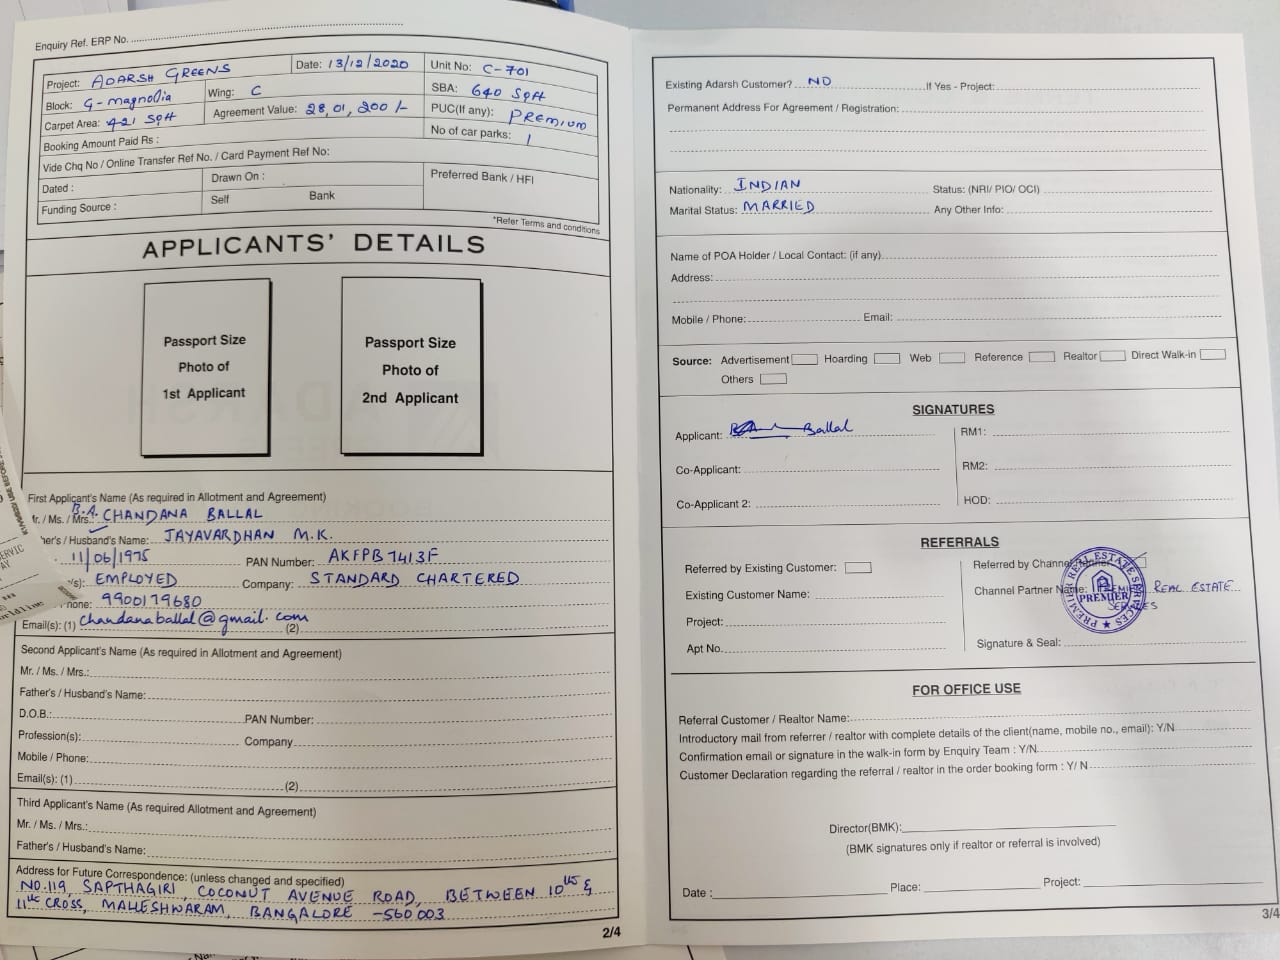 Enquiry Ref. ERP No.
Project: ADARSH GREENS Date: 13/12/2020 Unit No: C-701
Block: G-magnolia Wing: C SBA: 640 Sqft
Carpet Area: 421 Sqft Agreement Value: 28,01,200/- PUC(If any): PREMIUM
Booking Amount Paid Rs : No of car parks: 1
Vide Chq No / Online Transfer Ref No. / Card Payment Ref No:
Dated : Drawn On : Preferred Bank / HFI
Funding Source : Self Bank
*Refer Terms and conditions
APPLICANTS' DETAILS
Passport Size
Photo of
1st Applicant
Passport Size
Photo of
2nd Applicant
First Applicant's Name (As required in Allotment and Agreement)
Mr. / Ms. / Mrs.: B.A. CHANDANA BALLAL
her's / Husband's Name: JAYAVARDHAN M.K.
11/06/1975 PAN Number: AKFPB7413F
's): EMPLOYED Company: STANDARD CHARTERED
hone: 9900179680
Email(s): (1) chandanaballal@gmail.com (2)
Second Applicant's Name (As required in Allotment and Agreement)
Mr. / Ms. / Mrs.:
Father's / Husband's Name:
D.O.B.: PAN Number:
Profession(s): Company
Mobile / Phone:
Email(s): (1) (2)
Third Applicant's Name (As required Allotment and Agreement)
Mr. / Ms. / Mrs.:
Father's / Husband's Name:
Address for Future Correspondence: (unless changed and specified)
NO.119, SAPTHAGIRI, COCONUT AVENUE ROAD, BETWEEN 10th &
11th CROSS, MALLESHWARAM, BANGALORE -560003
2/4
Existing Adarsh Customer? NO If Yes - Project:
Permanent Address For Agreement / Registration:
Nationality: INDIAN Status: (NRI/ PIO/ OCI)
Marital Status: MARRIED Any Other Info:
Name of POA Holder / Local Contact: (if any)
Address:
Mobile / Phone: Email:
Source: Advertisement Hoarding Web Reference Realtor Direct Walk-in
Others
SIGNATURES
Applicant: Ballal RM1:
Co-Applicant: RM2:
Co-Applicant 2: HOD:
REFERRALS
Referred by Existing Customer: Referred by Channel
Existing Customer Name: Channel Partner Name: PREMIER REAL ESTATE
SERVICES
PREMIER REAL ESTATE SERVICES
PREMIER
Project:
Apt No. Signature & Seal:
FOR OFFICE USE
Referral Customer / Realtor Name:
Introductory mail from referrer / realtor with complete details of the client(name, mobile no., email): Y/N
Confirmation email or signature in the walk-in form by Enquiry Team : Y/N
Customer Declaration regarding the referral / realtor in the order booking form : Y/ N
Director(BMK):
(BMK signatures only if realtor or referral is involved)
Date : Place: Project:
3/4